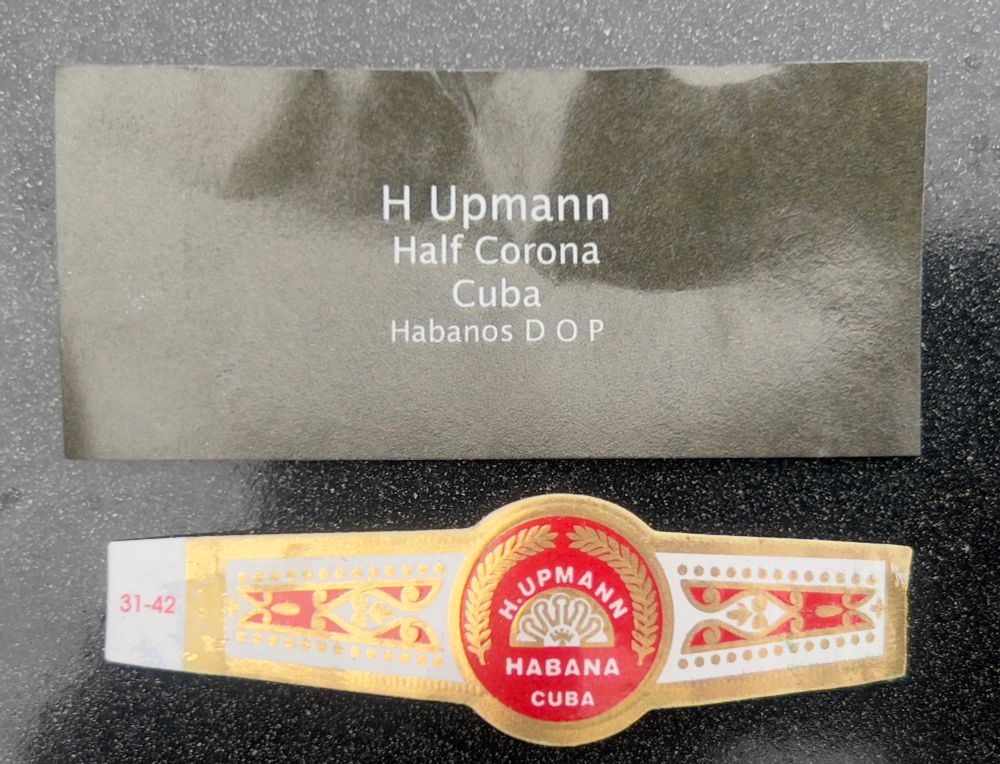 H Upmann
Half Corona
Cuba
Habanos D O P
31-42
H. UPMANN
HABANA
CUBA